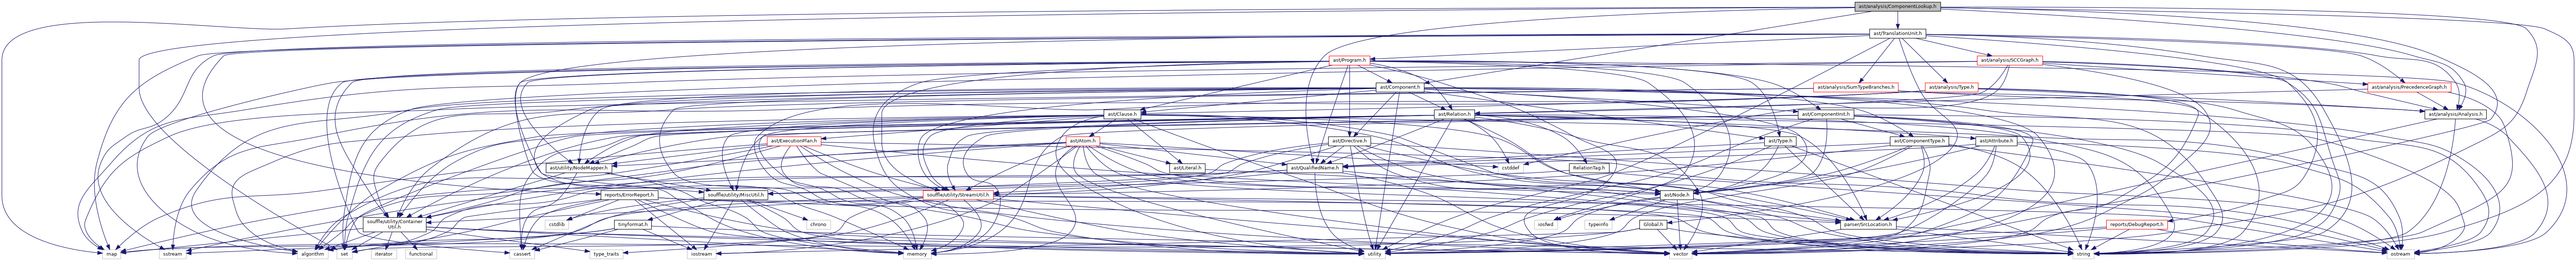 ast/analysis/ComponentLookup.h
ast/TranslationUnit.h
ast/Program.h
ast/analysis/SCCGraph.h
ast/Component.h
ast/analysis/SumTypeBranches.h
ast/analysis/Type.h
ast/analysis/PrecedenceGraph.h
ast/Clause.h
ast/Relation.h
ast/ComponentInit.h
ast/analysis/Analysis.h
ast/ExecutionPlan.h
ast/Atom.h
ast/Directive.h
ast/Type.h
ast/ComponentType.h
ast/Attribute.h
ast/utility/NodeMapper.h
ast/Literal.h
ast/QualifiedName.h
cstddef
RelationTag.h
reports/ErrorReport.h
souffle/utility/MiscUtil.h
souffle/utility/StreamUtil.h
ast/Node.h
souffle/utility/Container
Util.h
cstdlib
tinyformat.h
chrono
iosfwd
typeinfo
Global.h
parser/SrcLocation.h
reports/DebugReport.h
map
sstream
algorithm
set
iterator
functional
cassert
type_traits
iostream
memory
utility
vector
string
ostream